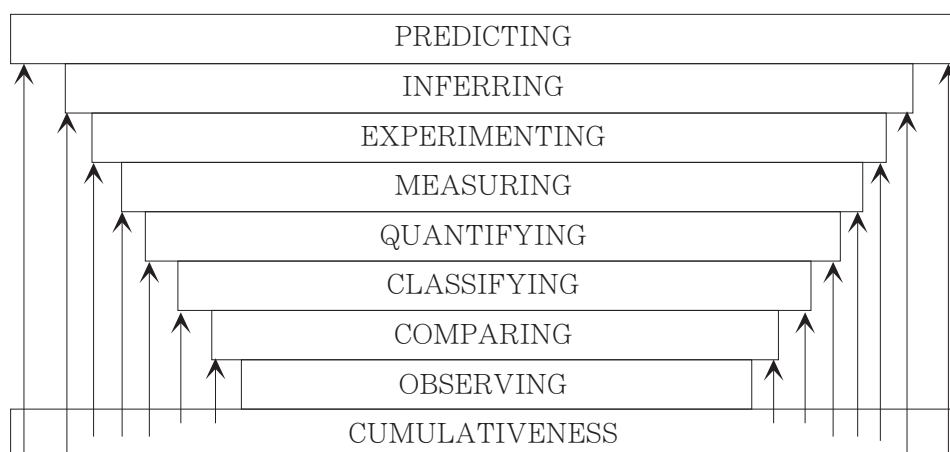 PREDICTING
INFERRING
EXPERIMENTING
MEASURING
QUANTIFYING
CLASSIFYING
COMPARING
OBSERVING
CUMULATIVENESS